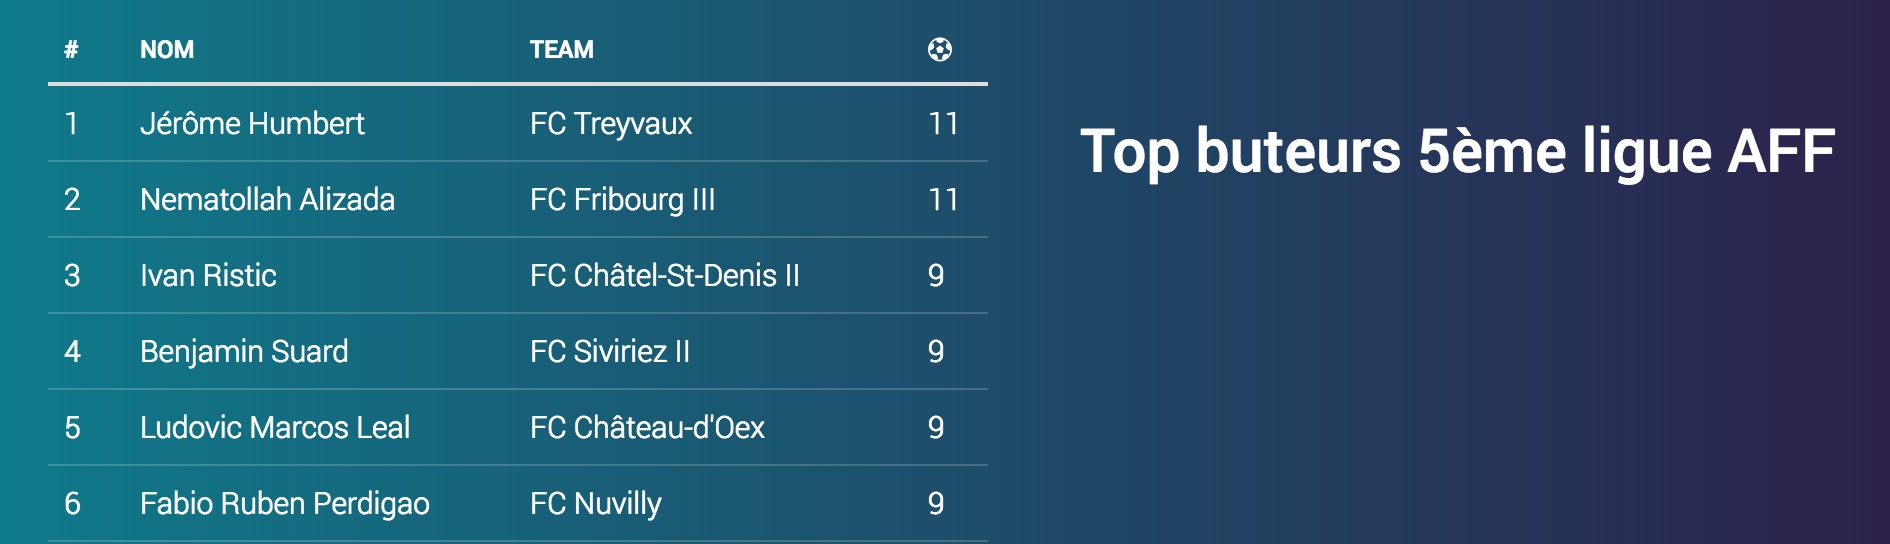 # NOM TEAM
1 Jérôme Humbert FC Treyvaux 11
2 Nematollah Alizada FC Fribourg III 11
3 Ivan Ristic FC Châtel-St-Denis II 9
4 Benjamin Suard FC Siviriez II 9
5 Ludovic Marcos Leal FC Château-d'Oex 9
6 Fabio Ruben Perdigao FC Nuvilly 9
Top buteurs 5ème ligue AFF